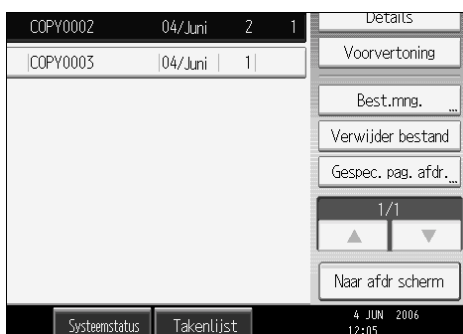 COPY0002 04/Juni 2 1
COPY0003 04/Juni 1
Details
Voorvertoning
Best.mng.
Verwijder bestand
Gespec. pag. afdr.
1/1
Naar afdr scherm
Systeemstatus Takenlijst
4 JUN 2006
12:05